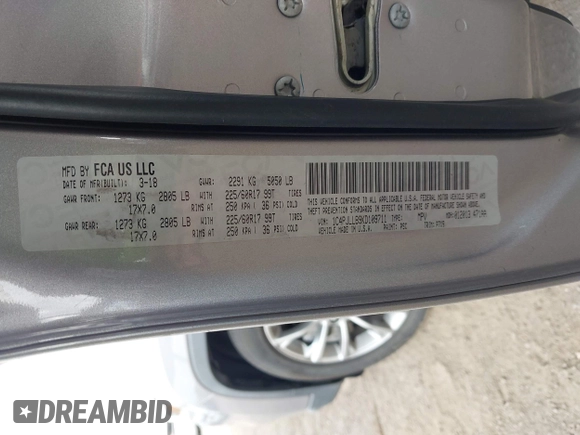 MFD BY FCA US LLC
DATE OF MFR(BUILT): 3-18 GVWR: 2291 KG 5050 LB
GAWR FRONT: 1273 KG 2805 LB WITH 225/60R17 99T TIRES
17X7.0 RIMS AT 250 KPA/ 36 PSI COLD
GAWR REAR: 1273 KG 2805 LB WITH 225/60R17 99T TIRES
17X7.0 RIMS AT 250 KPA/ 36 PSI COLD
THIS VEHICLE CONFORMS TO ALL APPLICABLE U.S.A. FEDERAL MOTOR VEHICLE SAFETY
AND THEFT PREVENTION STANDARDS IN EFFECT ON THE DATE OF MANUFACTURE SHOWN ABOVE.
TYPE: MPV
VEHICLE MADE IN U.S.A. PAINT: TRIM:
DREAMBID